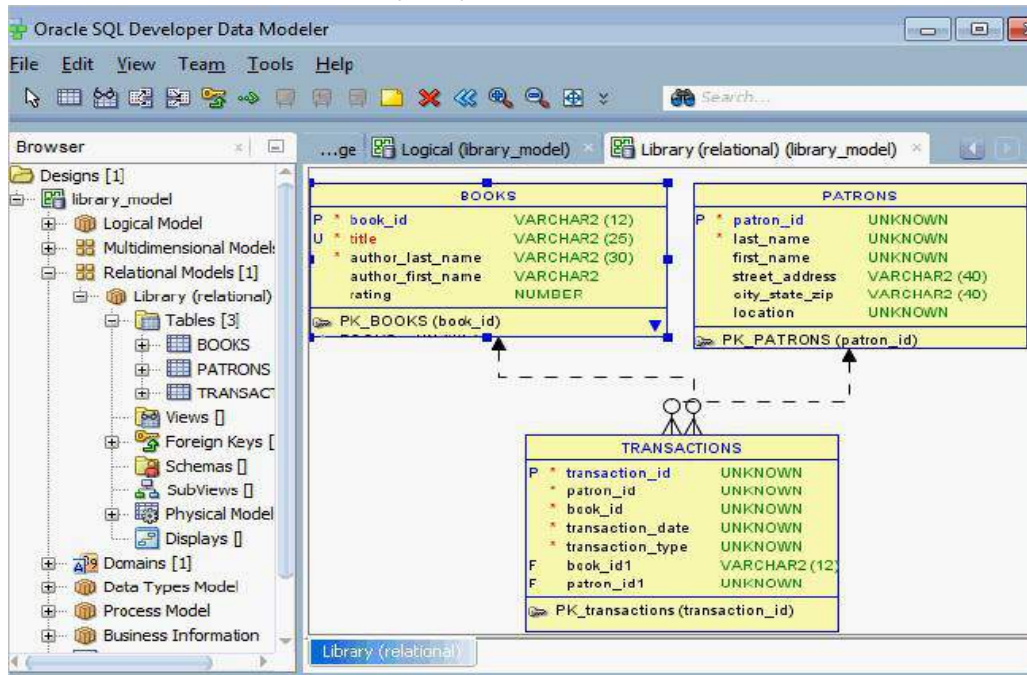 Oracle SQL Developer Data Modeler
File Edit View Team Tools Help
Search...
Browser
...ge Logical (library_model) Library (relational) (library_model)
Designs [1]
library_model
Logical Model
Multidimensional Models
Relational Models [1]
Library (relational)
Tables [3]
BOOKS
PATRONS
TRANSACT
Views []
Foreign Keys [
Schemas []
SubViews []
Physical Model
Displays []
Domains [1]
Data Types Model
Process Model
Business Information
BOOKS
P * book_id VARCHAR2 (12)
U * title VARCHAR2 (25)
* author_last_name VARCHAR2 (30)
author_first_name VARCHAR2
rating NUMBER
PK_BOOKS (book_id)
PATRONS
P * patron_id UNKNOWN
* last_name UNKNOWN
first_name UNKNOWN
street_address VARCHAR2 (40)
city_state_zip VARCHAR2 (40)
location UNKNOWN
PK_PATRONS (patron_id)
TRANSACTIONS
P * transaction_id UNKNOWN
* patron_id UNKNOWN
* book_id UNKNOWN
* transaction_date UNKNOWN
* transaction_type UNKNOWN
F book_id1 VARCHAR2 (12)
F patron_id1 UNKNOWN
PK_transactions (transaction_id)
Library (relational)